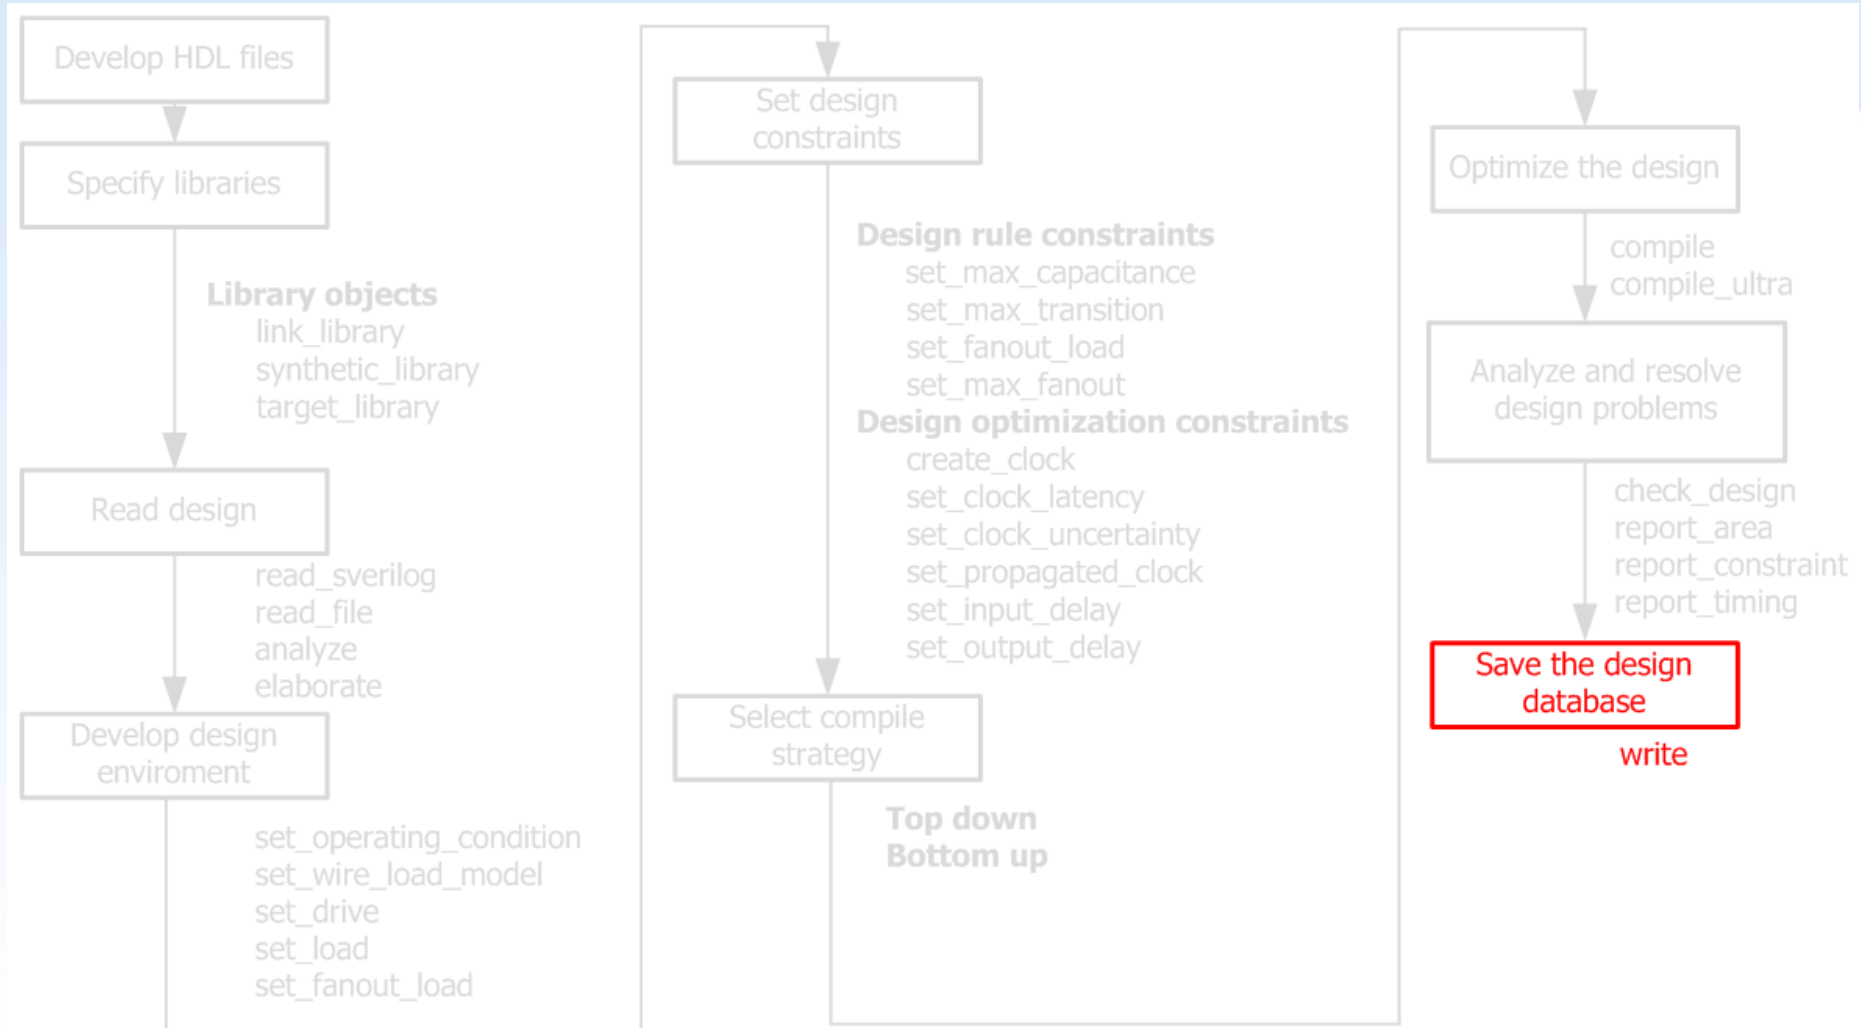 Develop HDL files
Specify libraries
Library objects
link_library
synthetic_library
target_library
Read design
read_sverilog
read_file
analyze
elaborate
Develop design
enviroment
set_operating_condition
set_wire_load_model
set_drive
set_load
set_fanout_load
Set design
constraints
Design rule constraints
set_max_capacitance
set_max_transition
set_fanout_load
set_max_fanout
Design optimization constraints
create_clock
set_clock_latency
set_clock_uncertainty
set_propagated_clock
set_input_delay
set_output_delay
Select compile
strategy
Top down
Bottom up
Optimize the design
compile
compile_ultra
Analyze and resolve
design problems
check_design
report_area
report_constraint
report_timing
Save the design
database
write